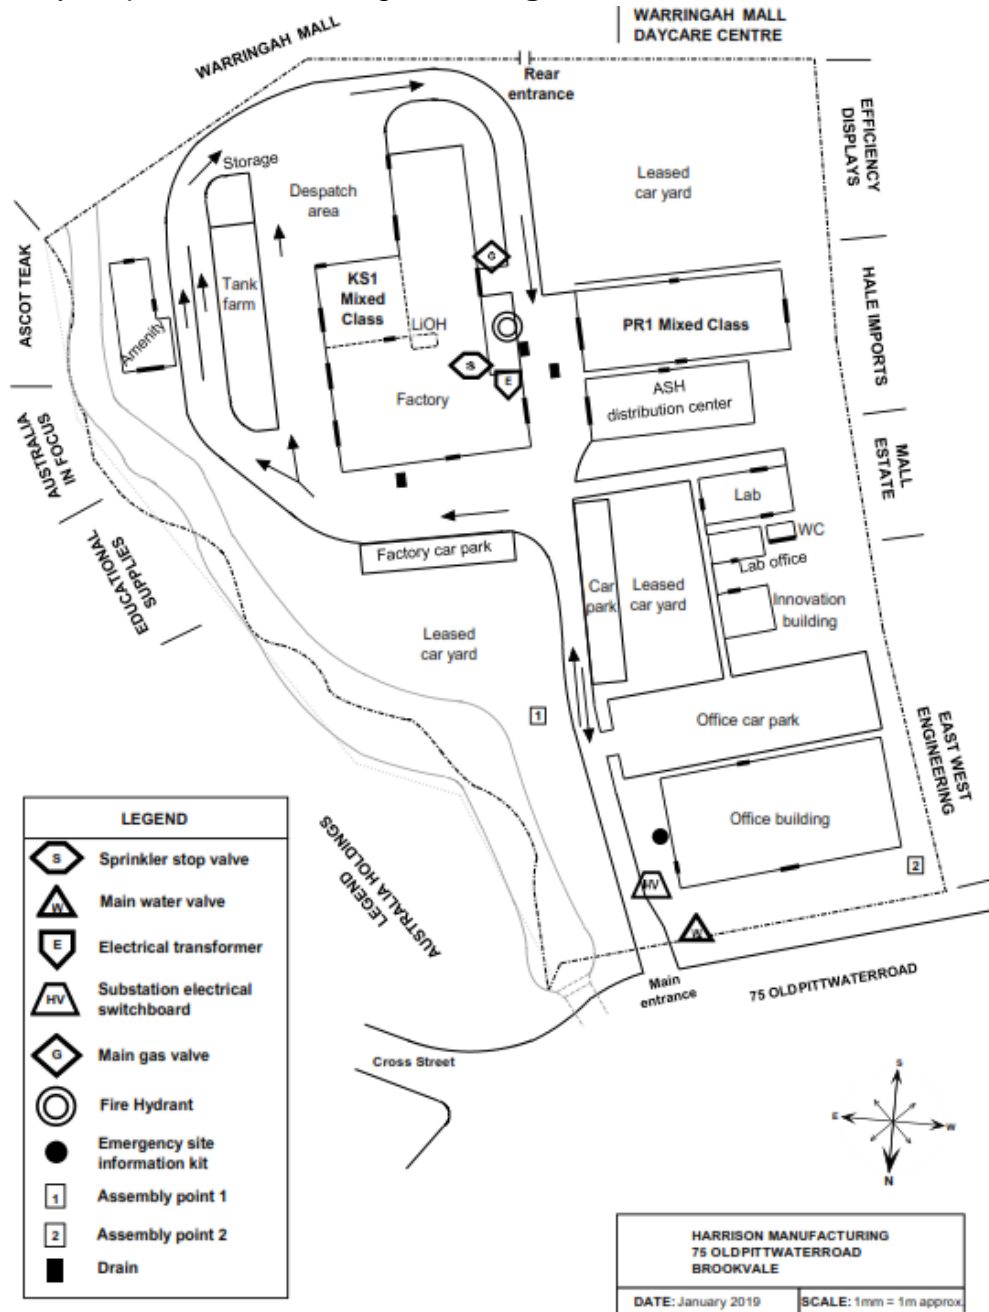 WARRINGAH MALL
DAYCARE CENTRE
WARRINGAH MALL
Rear
entrance
EFFICIENCY
DISPLAYS
Storage
Despatch
area
Leased
car yard
ASCOT TEAK
G
HALE IMPORTS
Tank
farm
KS1
Mixed
Class
LiOH
PR1 Mixed Class
Amenity
S
E
Factory
ASH
distribution center
AUSTRALIA
IN FOCUS
MALL
ESTATE
Lab
WC
Lab office
EDUCATIONAL
SUPPLIES
Factory car park
Car
park
Leased
car yard
Innovation
building
Leased
car yard
1
Office car park
EAST WEST
ENGINEERING
Office building
2
LEGEND
AUSTRALIA HOLDINGS
HV
W
Main
entrance
75 OLDPITTWATERROAD
Cross Street
LEGEND
S Sprinkler stop valve
W Main water valve
E Electrical transformer
HV Substation electrical
switchboard
G Main gas valve
Fire Hydrant
Emergency site
information kit
1 Assembly point 1
2 Assembly point 2
Drain
S
E
W
N
HARRISON MANUFACTURING
75 OLDPITTWATERROAD
BROOKVALE
DATE: January 2019
SCALE: 1mm = 1m approx.